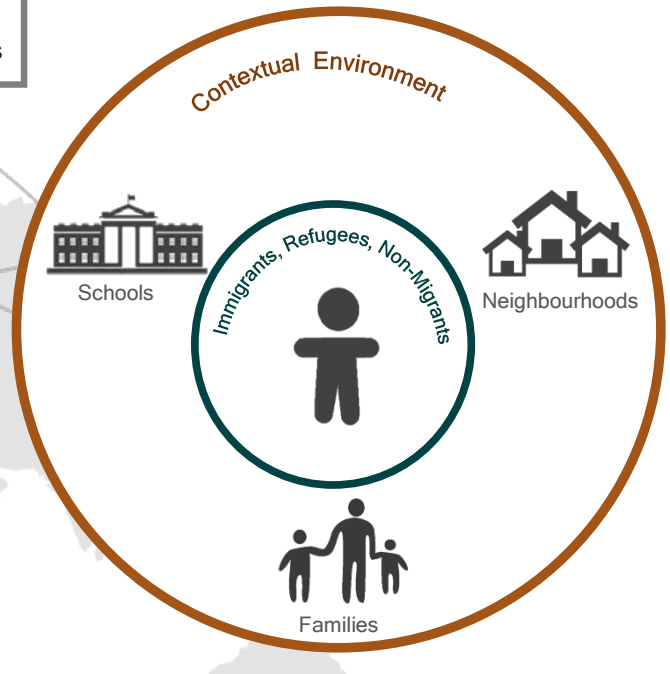 s
Contextual Environment
Immigrants, Refugees, Non-Migrants
Schools
Neighbourhoods
Families